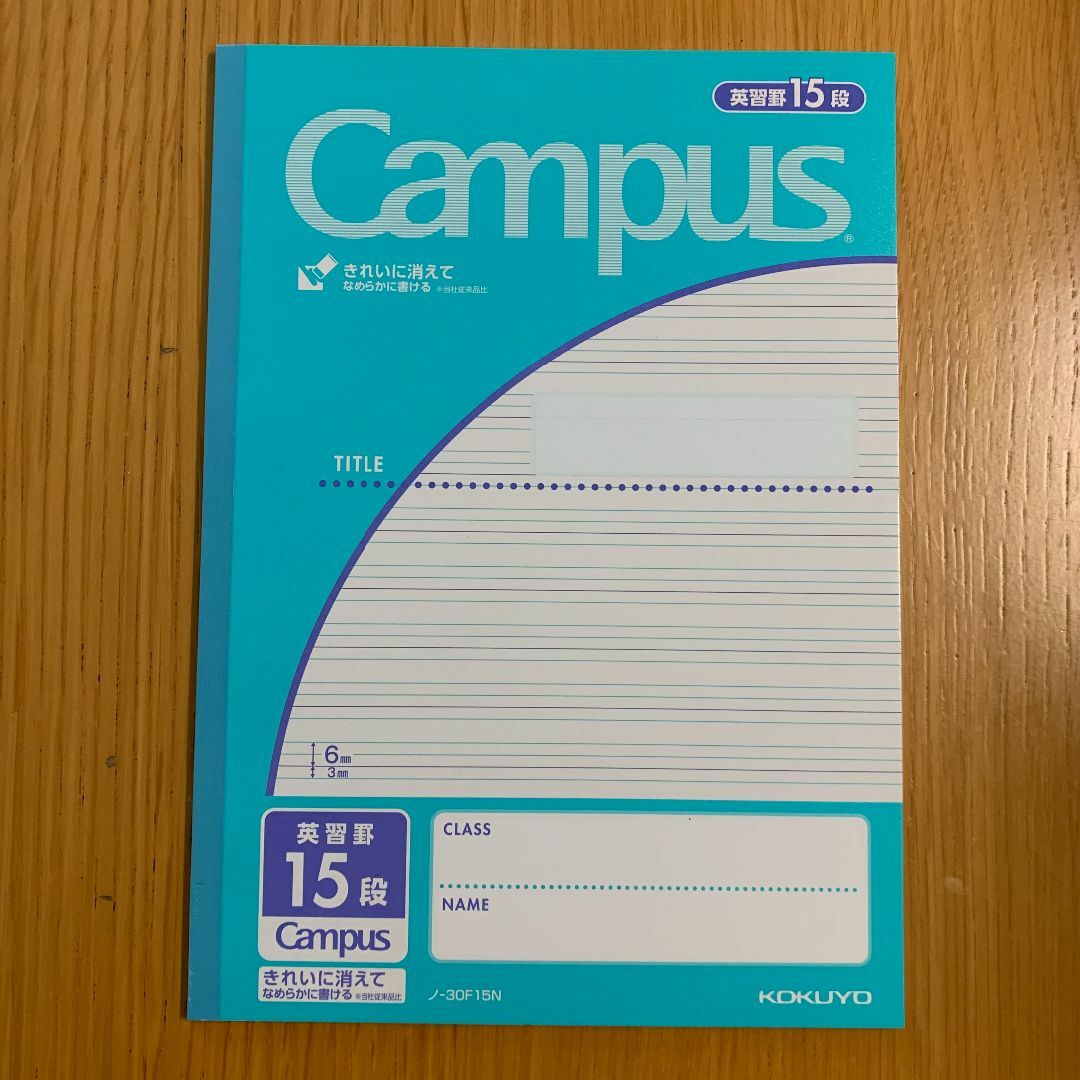 英習罫15段
Campus®
きれいに消えて
なめらかに書ける ※当社従来品比
TITLE
6㎜
3㎜
英習罫
15段
Campus
きれいに消えて
なめらかに書ける ※当社従来品比
CLASS
NAME
ノ-30F15N
KOKUYO